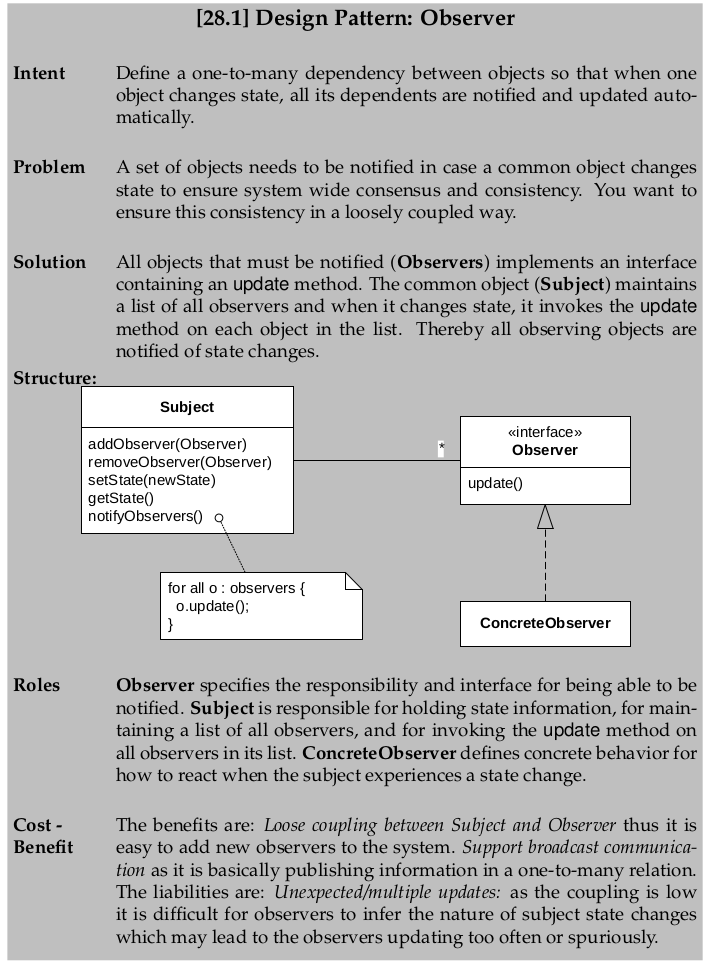 [28.1] Design Pattern: Observer
Intent Define a one-to-many dependency between objects so that when one
object changes state, all its dependents are notified and updated auto-
matically.
Problem A set of objects needs to be notified in case a common object changes
state to ensure system wide consensus and consistency. You want to
ensure this consistency in a loosely coupled way.
Solution All objects that must be notified (Observers) implements an interface
containing an update method. The common object (Subject) maintains
a list of all observers and when it changes state, it invokes the update
method on each object in the list. Thereby all observing objects are
notified of state changes.
Structure:
Subject
addObserver(Observer)
removeObserver(Observer)
setState(newState)
getState()
notifyObservers()
*
«interface»
Observer
update()
for all o : observers {
o.update();
}
ConcreteObserver
Roles Observer specifies the responsibility and interface for being able to be
notified. Subject is responsible for holding state information, for main-
taining a list of all observers, and for invoking the update method on
all observers in its list. ConcreteObserver defines concrete behavior for
how to react when the subject experiences a state change.
Cost - The benefits are: Loose coupling between Subject and Observer thus it is
Benefit easy to add new observers to the system. Support broadcast communica-
tion as it is basically publishing information in a one-to-many relation.
The liabilities are: Unexpected/multiple updates: as the coupling is low
it is difficult for observers to infer the nature of subject state changes
which may lead to the observers updating too often or spuriously.